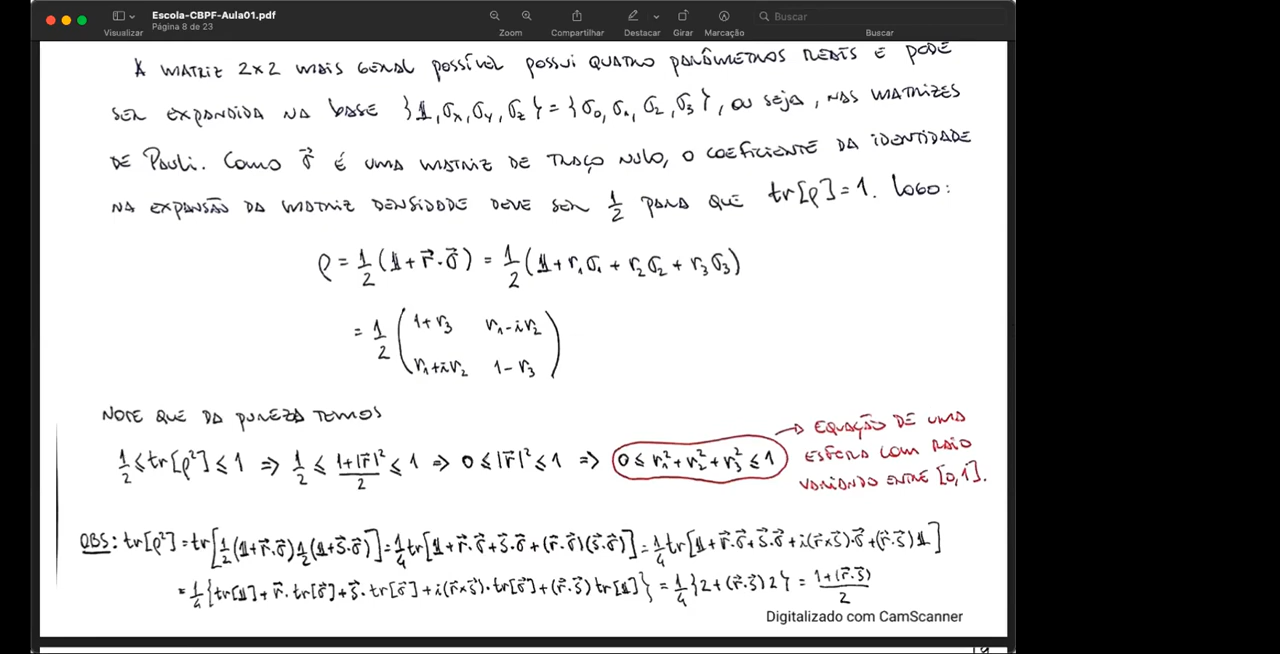 Escola-CBPF-Aula01.pdf
Página 8 de 23
Visualizar Zoom Compartilhar Destacar Girar Marcação Buscar Buscar
A MATRIZ 2×2 MAIS GERAL POSSÍVEL POSSUI QUATRO PARÂMETROS REAIS E PODE
SER EXPANDIDA NA BASE {𝟙, σx, σy, σz} = {σ0, σ1, σ2, σ3}, OU SEJA, NAS MATRIZES
DE PAULI. COMO σ⃗ É UMA MATRIZ DE TRAÇO NULO, O COEFICIENTE DA IDENTIDADE
NA EXPANSÃO DA MATRIZ DENSIDADE DEVE SER 1/2 PARA QUE tr[ρ]=1. LOGO:
ρ = 1/2 (𝟙 + r⃗·σ⃗) = 1/2 (𝟙 + r1σ1 + r2σ2 + r3σ3)
= 1/2 ( 1+r3 r1-ir2
r1+ir2 1-r3 )
NOTE QUE DA PUREZA TEMOS
1/2 ≤ tr[ρ²] ≤ 1 ⇒ 1/2 ≤ (1+|r⃗|²)/2 ≤ 1 ⇒ 0 ≤ |r⃗|² ≤ 1 ⇒ 0 ≤ r1² + r2² + r3² ≤ 1
→ EQUAÇÃO DE UMA
ESFERA COM RAIO
VARIANDO ENTRE [0,1].
OBS: tr[ρ²] = tr[1/2(𝟙+r⃗·σ⃗)1/2(𝟙+s⃗·σ⃗)] = 1/4 tr[𝟙+r⃗·σ⃗+s⃗·σ⃗+(r⃗·σ⃗)(s⃗·σ⃗)] = 1/4 tr[𝟙+r⃗·σ⃗+s⃗·σ⃗+i(r⃗×s⃗)·σ⃗+(r⃗·s⃗)𝟙]
= 1/4 {tr[𝟙]+r⃗·tr[σ⃗]+s⃗·tr[σ⃗]+i(r⃗×s⃗)·tr[σ⃗]+(r⃗·s⃗)tr[𝟙]} = 1/4 {2+(r⃗·s⃗)2} = (1+(r⃗·s⃗))/2
Digitalizado com CamScanner